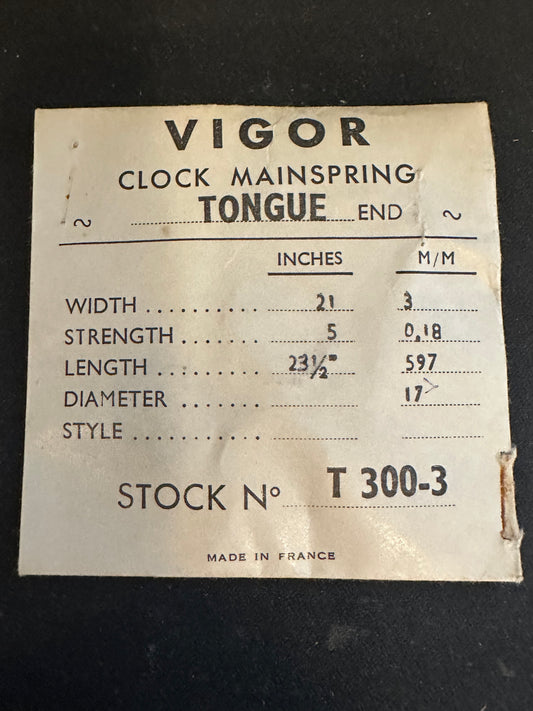 VIGOR
CLOCK MAINSPRING
~ TONGUE END ~
INCHES M/M
WIDTH .......... 21 3
STRENGTH ....... 5 0,18
LENGTH ......... 23½" 597
DIAMETER ....... 17
STYLE ..........
STOCK Nº T 300-3
MADE IN FRANCE